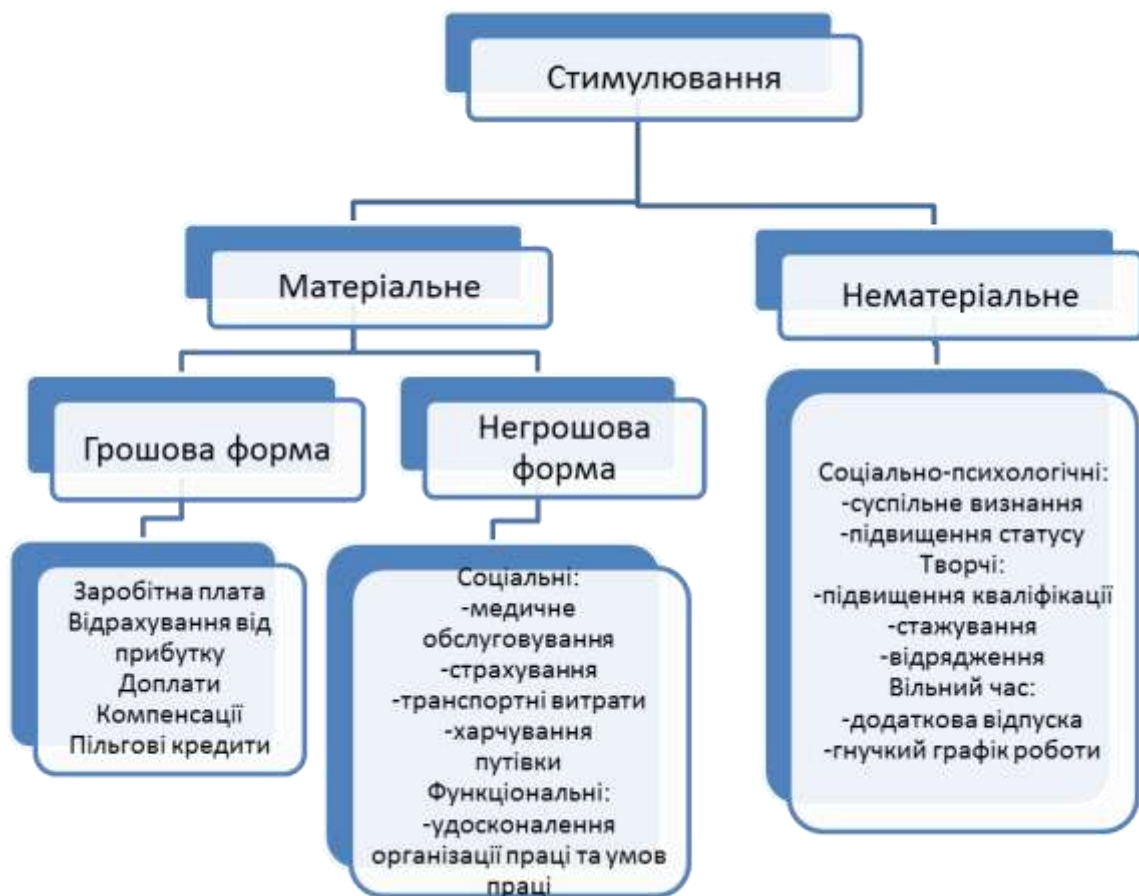 Стимулювання
Матеріальне
Нематеріальне
Грошова форма
Негрошова
форма
Заробітна плата
Відрахування від
прибутку
Доплати
Компенсації
Пільгові кредити
Соціальні:
-медичне
обслуговування
-страхування
-транспортні витрати
-харчування
путівки
Функціональні:
-удосконалення
організації праці та умов
праці
Соціально-психологічні:
-суспільне визнання
-підвищення статусу
Творчі:
-підвищення кваліфікації
-стажування
-відрядження
Вільний час:
-додаткова відпуска
-гнучкий графік роботи